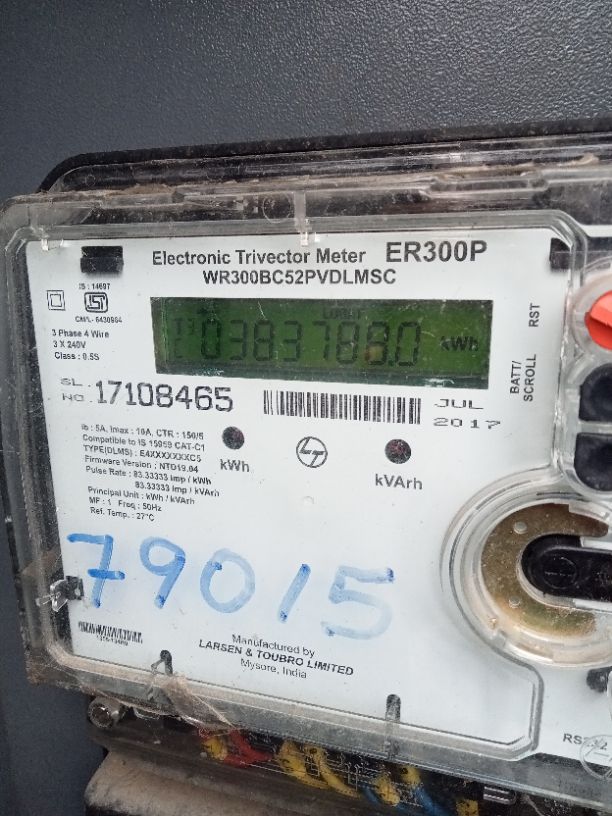 Electronic Trivector Meter ER300P
WR300BC52PVDLMSC
IS : 14697
CM/L- 6430964
3 Phase 4 Wire
3 X 240V
Class : 0.5S
kWh
RST
BATT/
SCROLL
SL
NO. 17108465
JUL
2017
Ib : 5A, Imax : 10A, CTR : 150/5
Compatible to IS 15959 CAT-C1
TYPE(DLMS) : E4XXXXXXXC5
Firmware Version : NTD19.04
Pulse Rate : 83.33333 imp / kWh
83.33333 imp / kVArh
Principal Unit : kWh / kVArh
MF : 1 Freq : 50Hz
Ref. Temp. : 27°C
kWh
kVArh
79015
Manufactured by
LARSEN & TOUBRO LIMITED
Mysore, India